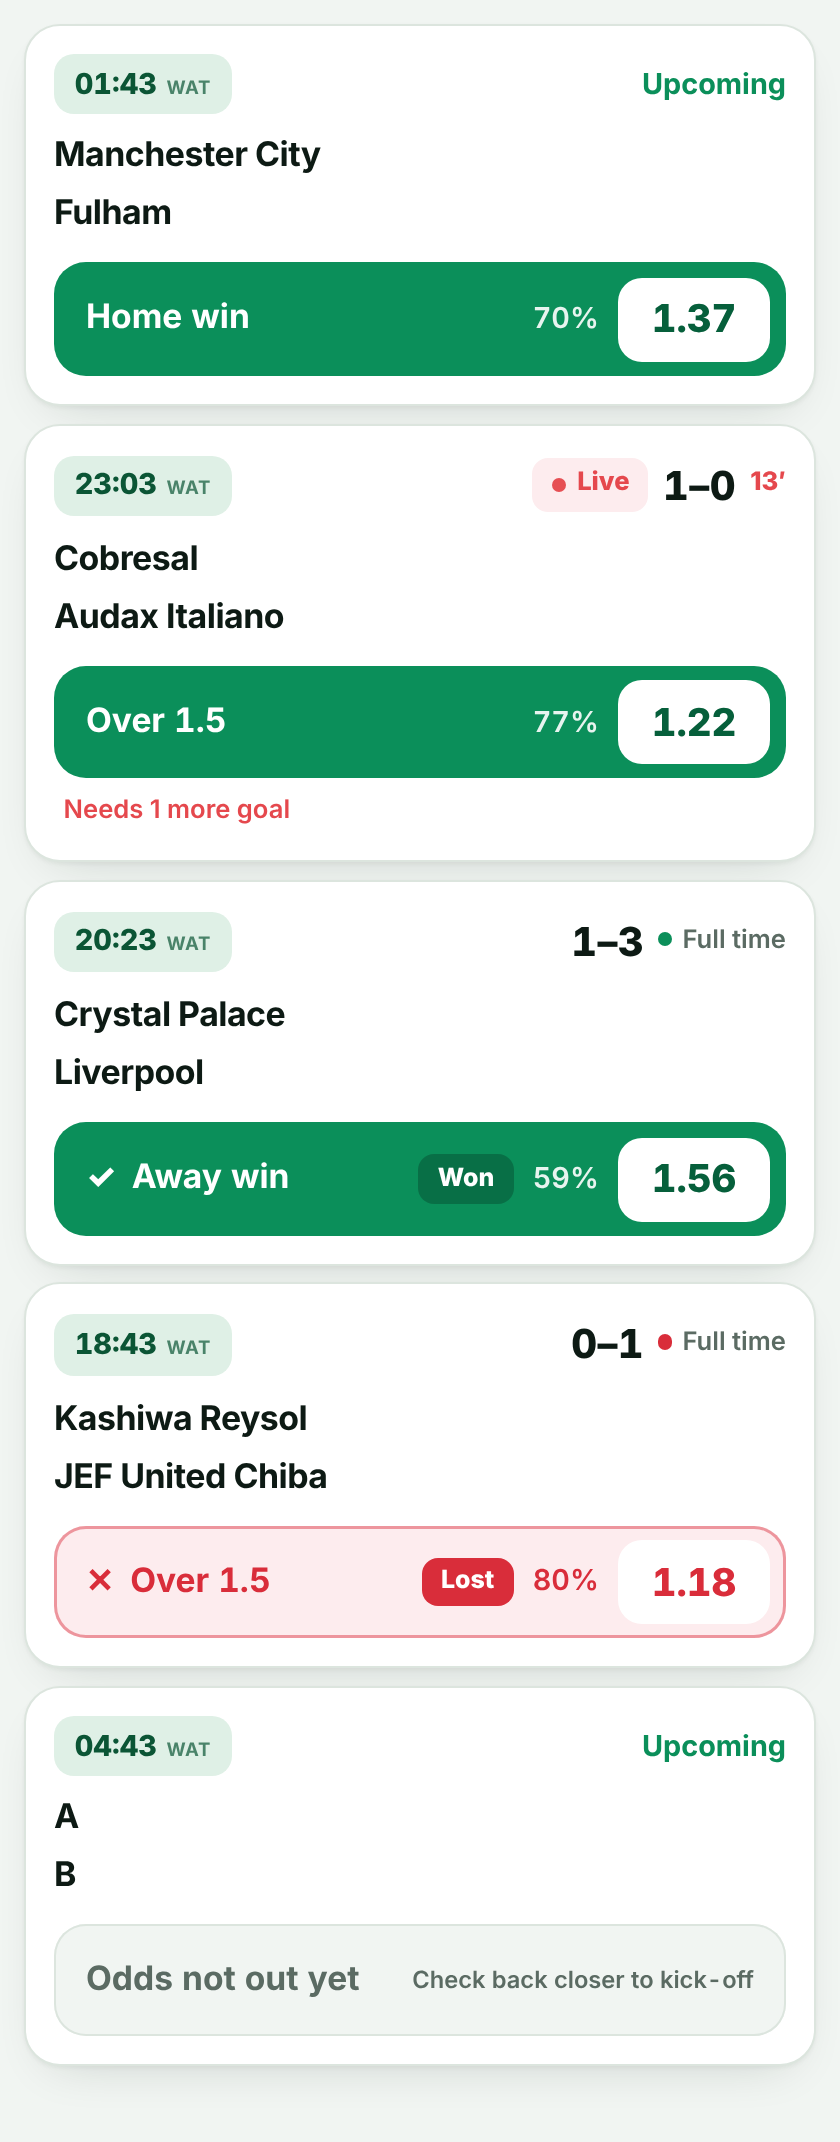 01:43 WAT Upcoming
Manchester City
Fulham
Home win 70% 1.37
23:03 WAT Live 1–0 13′
Cobresal
Audax Italiano
Over 1.5 77% 1.22
Needs 1 more goal
20:23 WAT 1–3 Full time
Crystal Palace
Liverpool
✓ Away win Won 59% 1.56
18:43 WAT 0–1 Full time
Kashiwa Reysol
JEF United Chiba
✕ Over 1.5 Lost 80% 1.18
04:43 WAT Upcoming
A
B
Odds not out yet Check back closer to kick-off